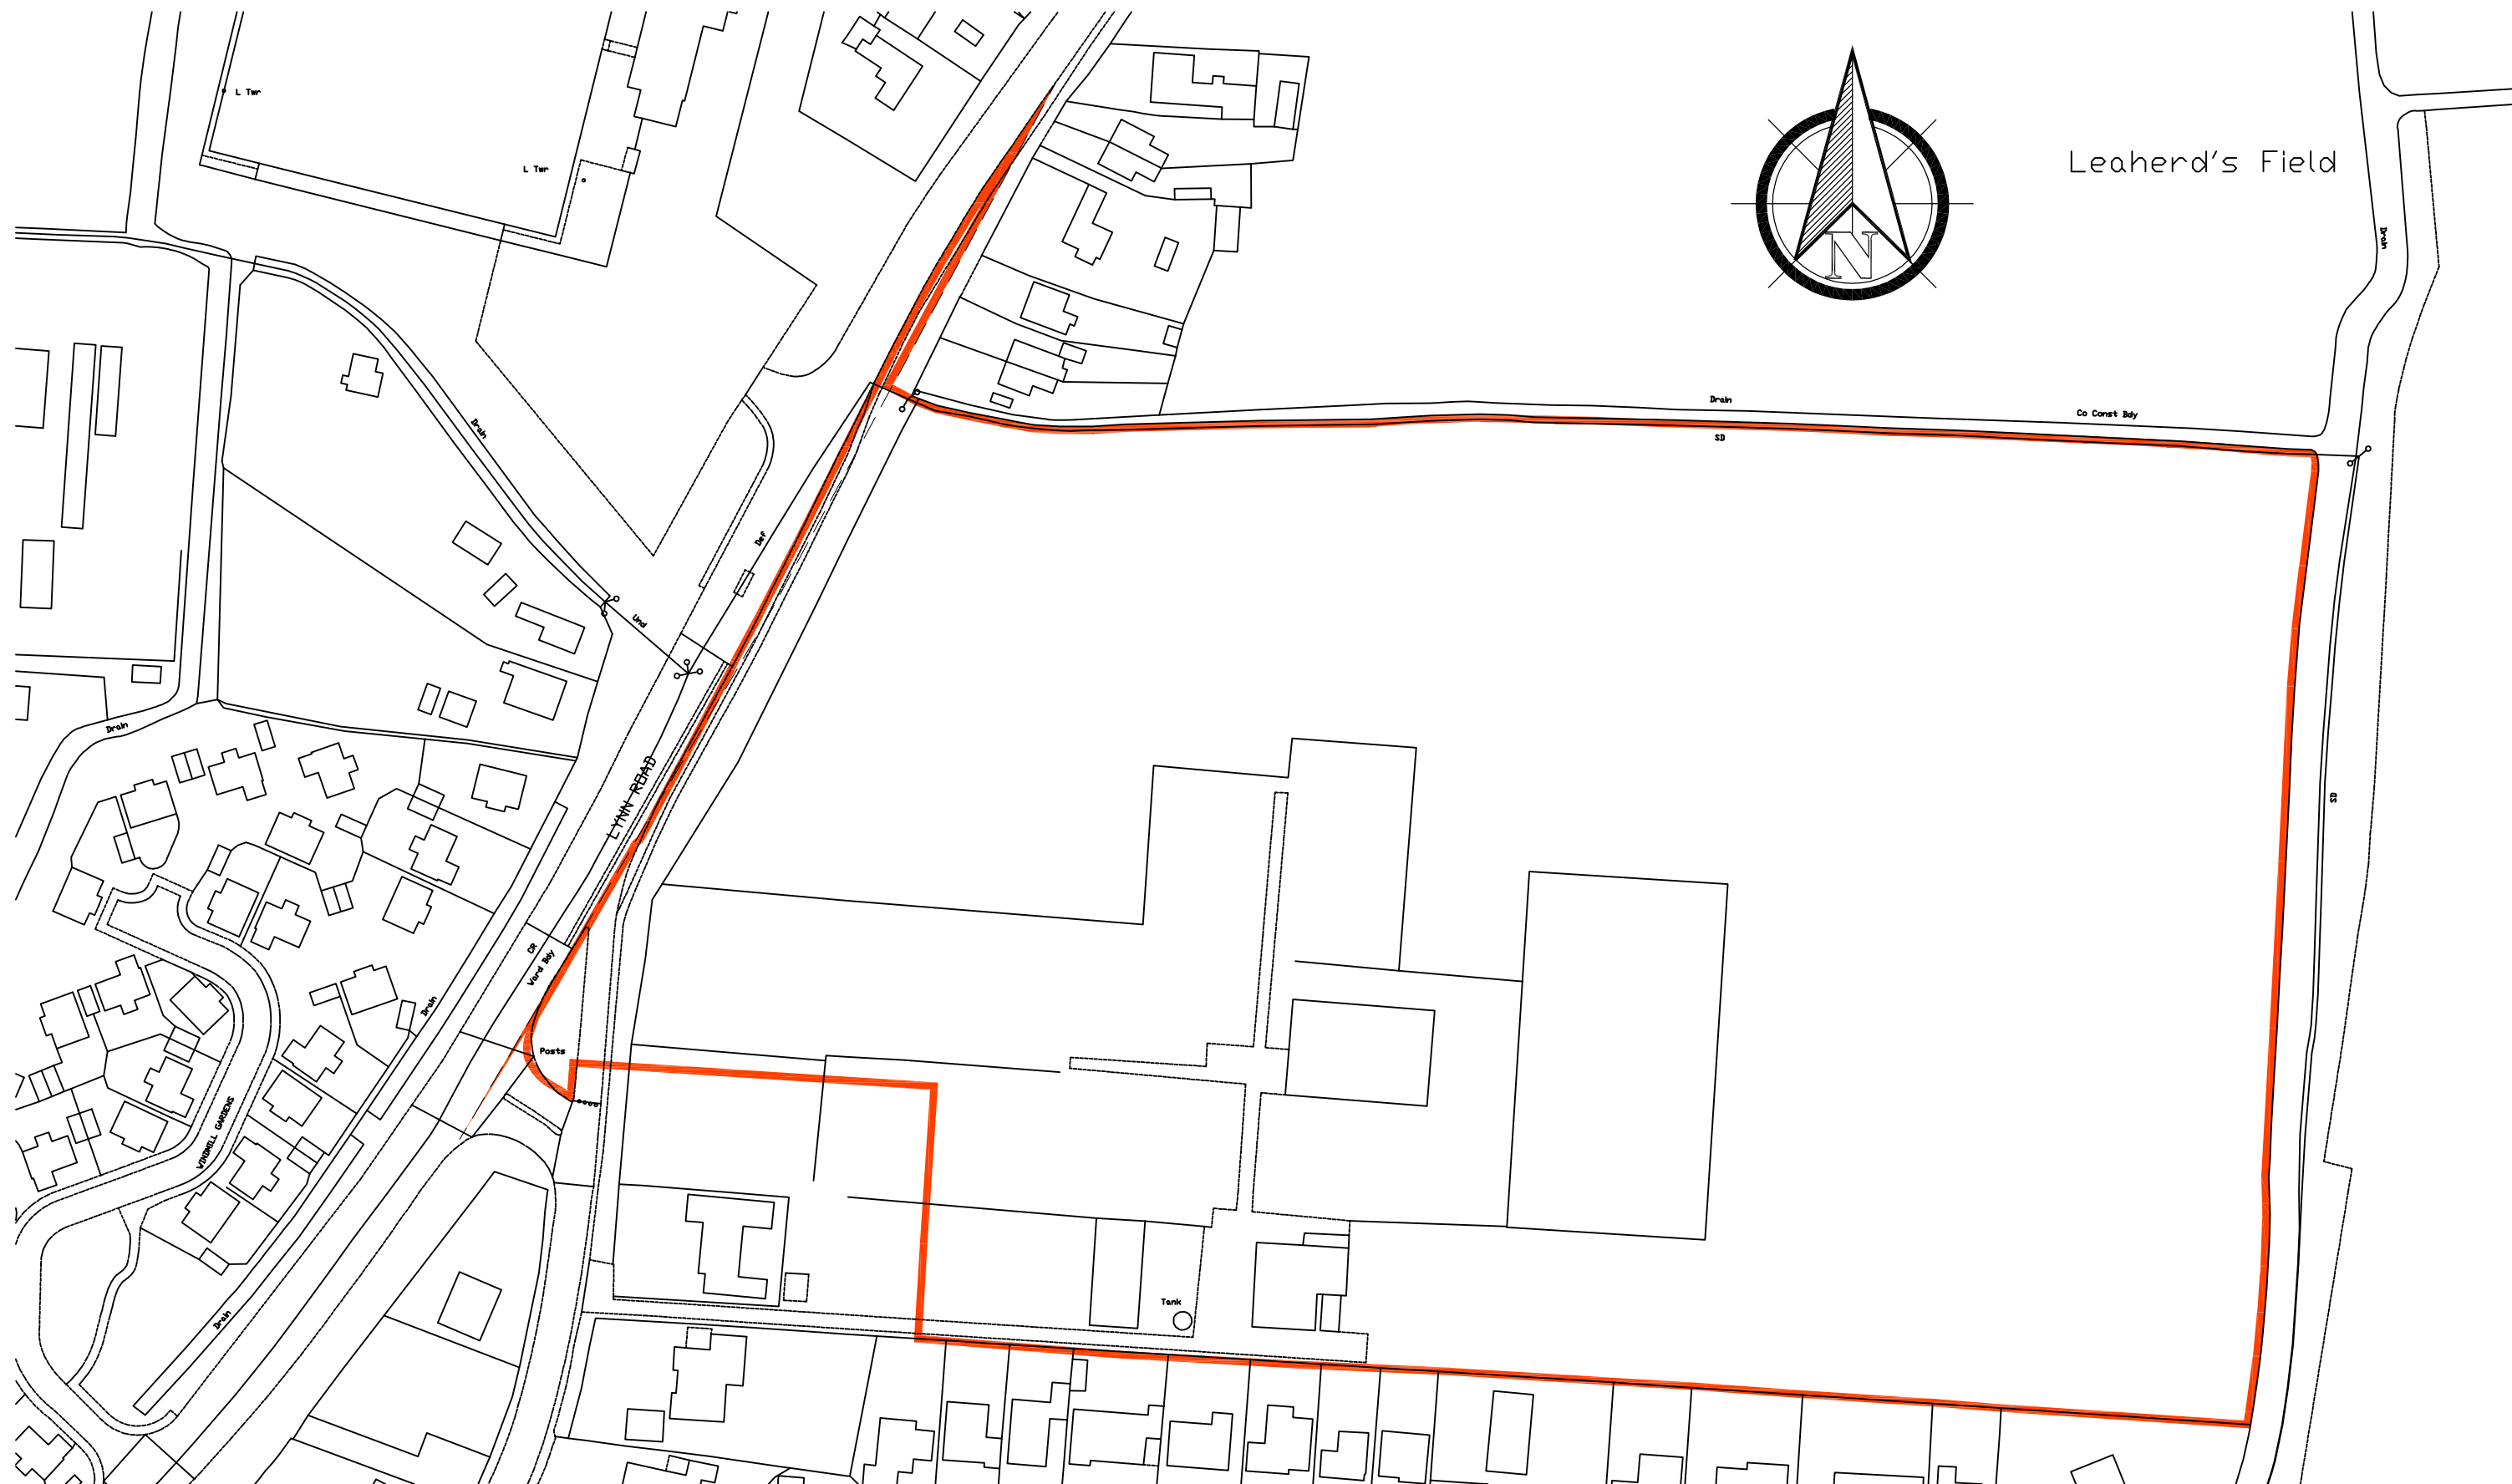 L Twr
L Twr
N
Leaherd's Field
Drain
Drain
Drain
Co Const Bdy
SD
Def
Und
Drain
LYNN ROAD
SD
CR
Ward Bdy
Drain
Posts
WINDMILL GARDENS
Tank
Drain